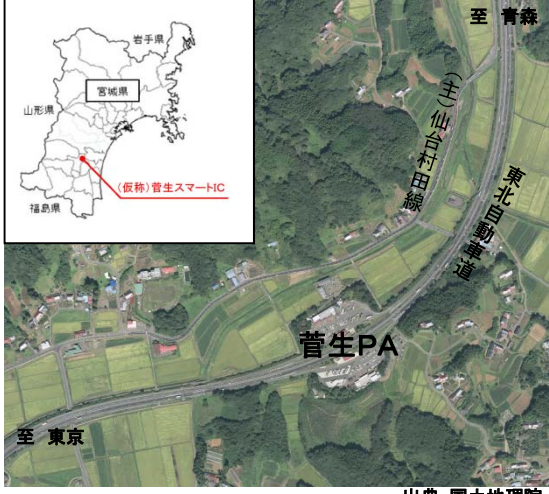 岩手県
宮城県
山形県
(仮称)菅生スマートIC
福島県
至 青森
(主)仙台村田線
東北自動車道
菅生PA
至 東京
出典 国土地理院